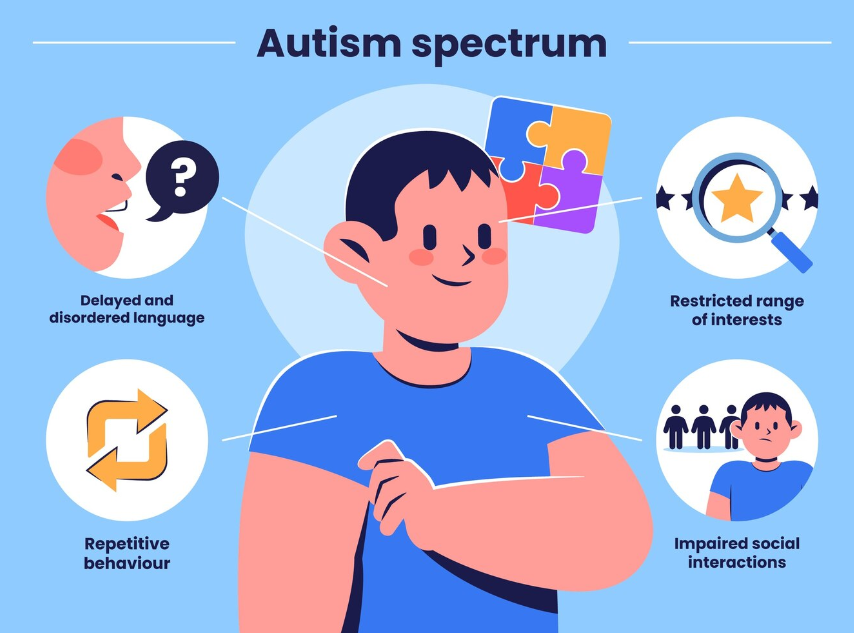 Autism spectrum
?
Delayed and
disordered language
Restricted range
of interests
Repetitive
behaviour
Impaired social
interactions